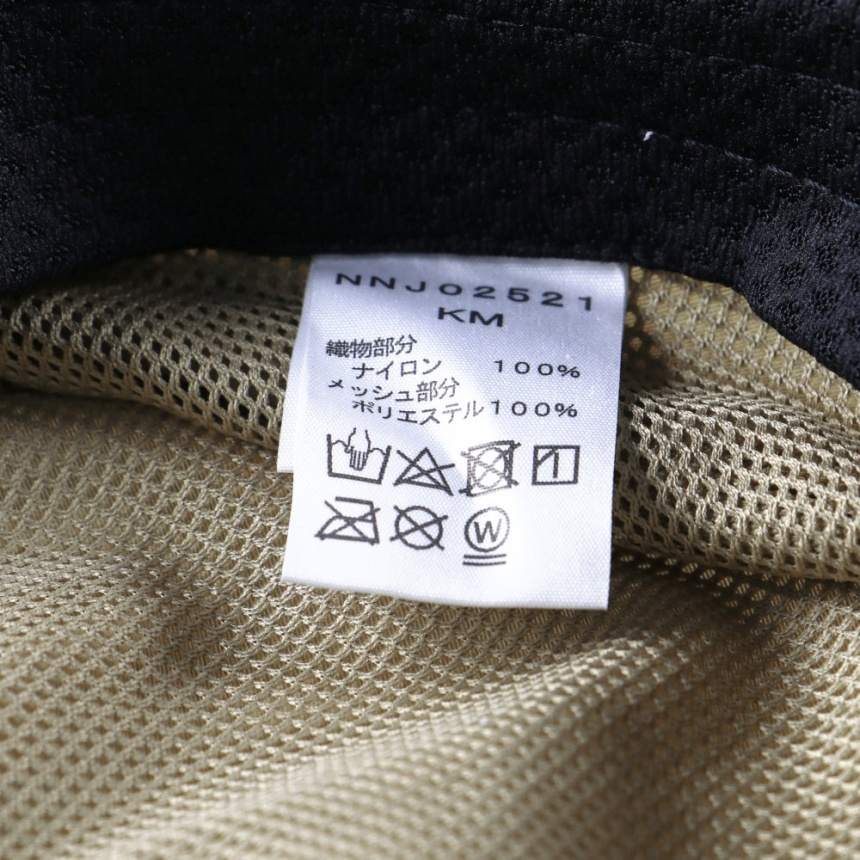 NNJ02521
KM
織物部分
ナイロン 100%
メッシュ部分
ポリエステル100%
W